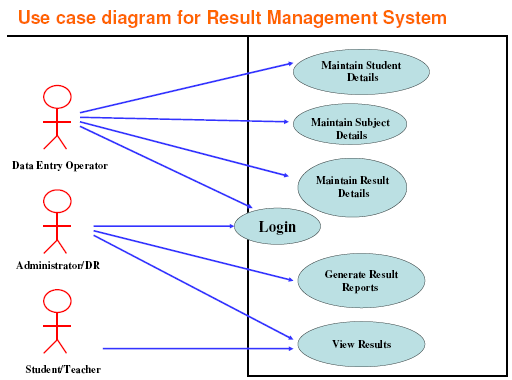 Use case diagram for Result Management System
Maintain Student
Details
Maintain Subject
Details
Data Entry Operator
Maintain Result
Details
Login
Administrator/DR
Generate Result
Reports
View Results
Student/Teacher